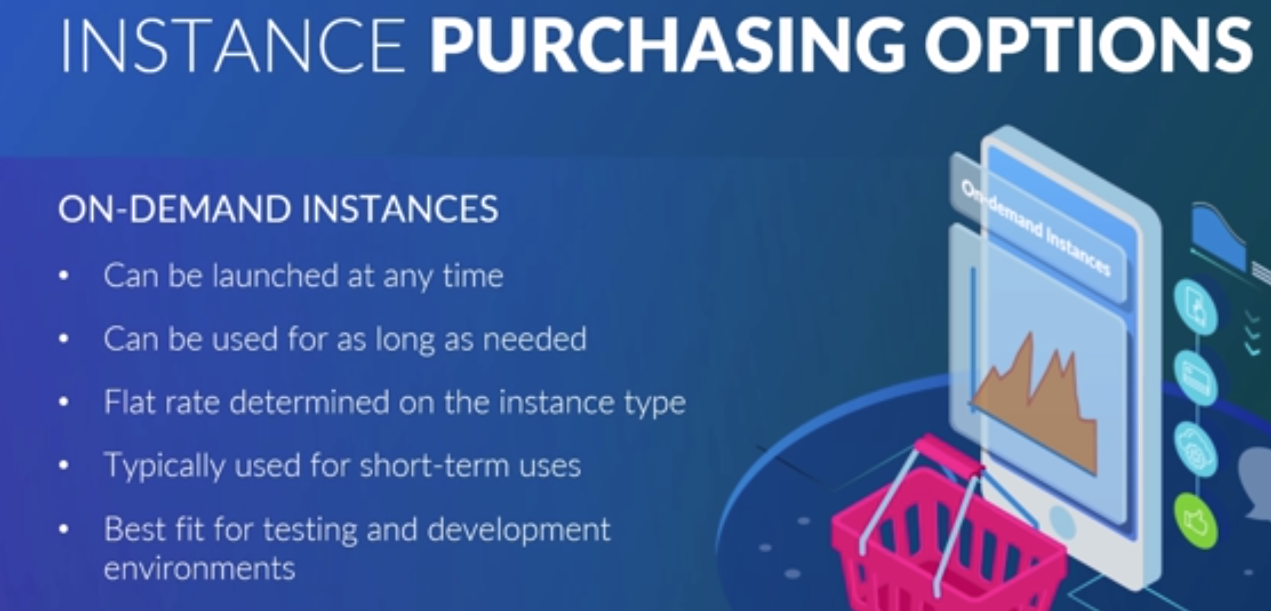 INSTANCE PURCHASING OPTIONS
ON-DEMAND INSTANCES
• Can be launched at any time
• Can be used for as long as needed
• Flat rate determined on the instance type
• Typically used for short-term uses
• Best fit for testing and development
environments
On-demand Instances